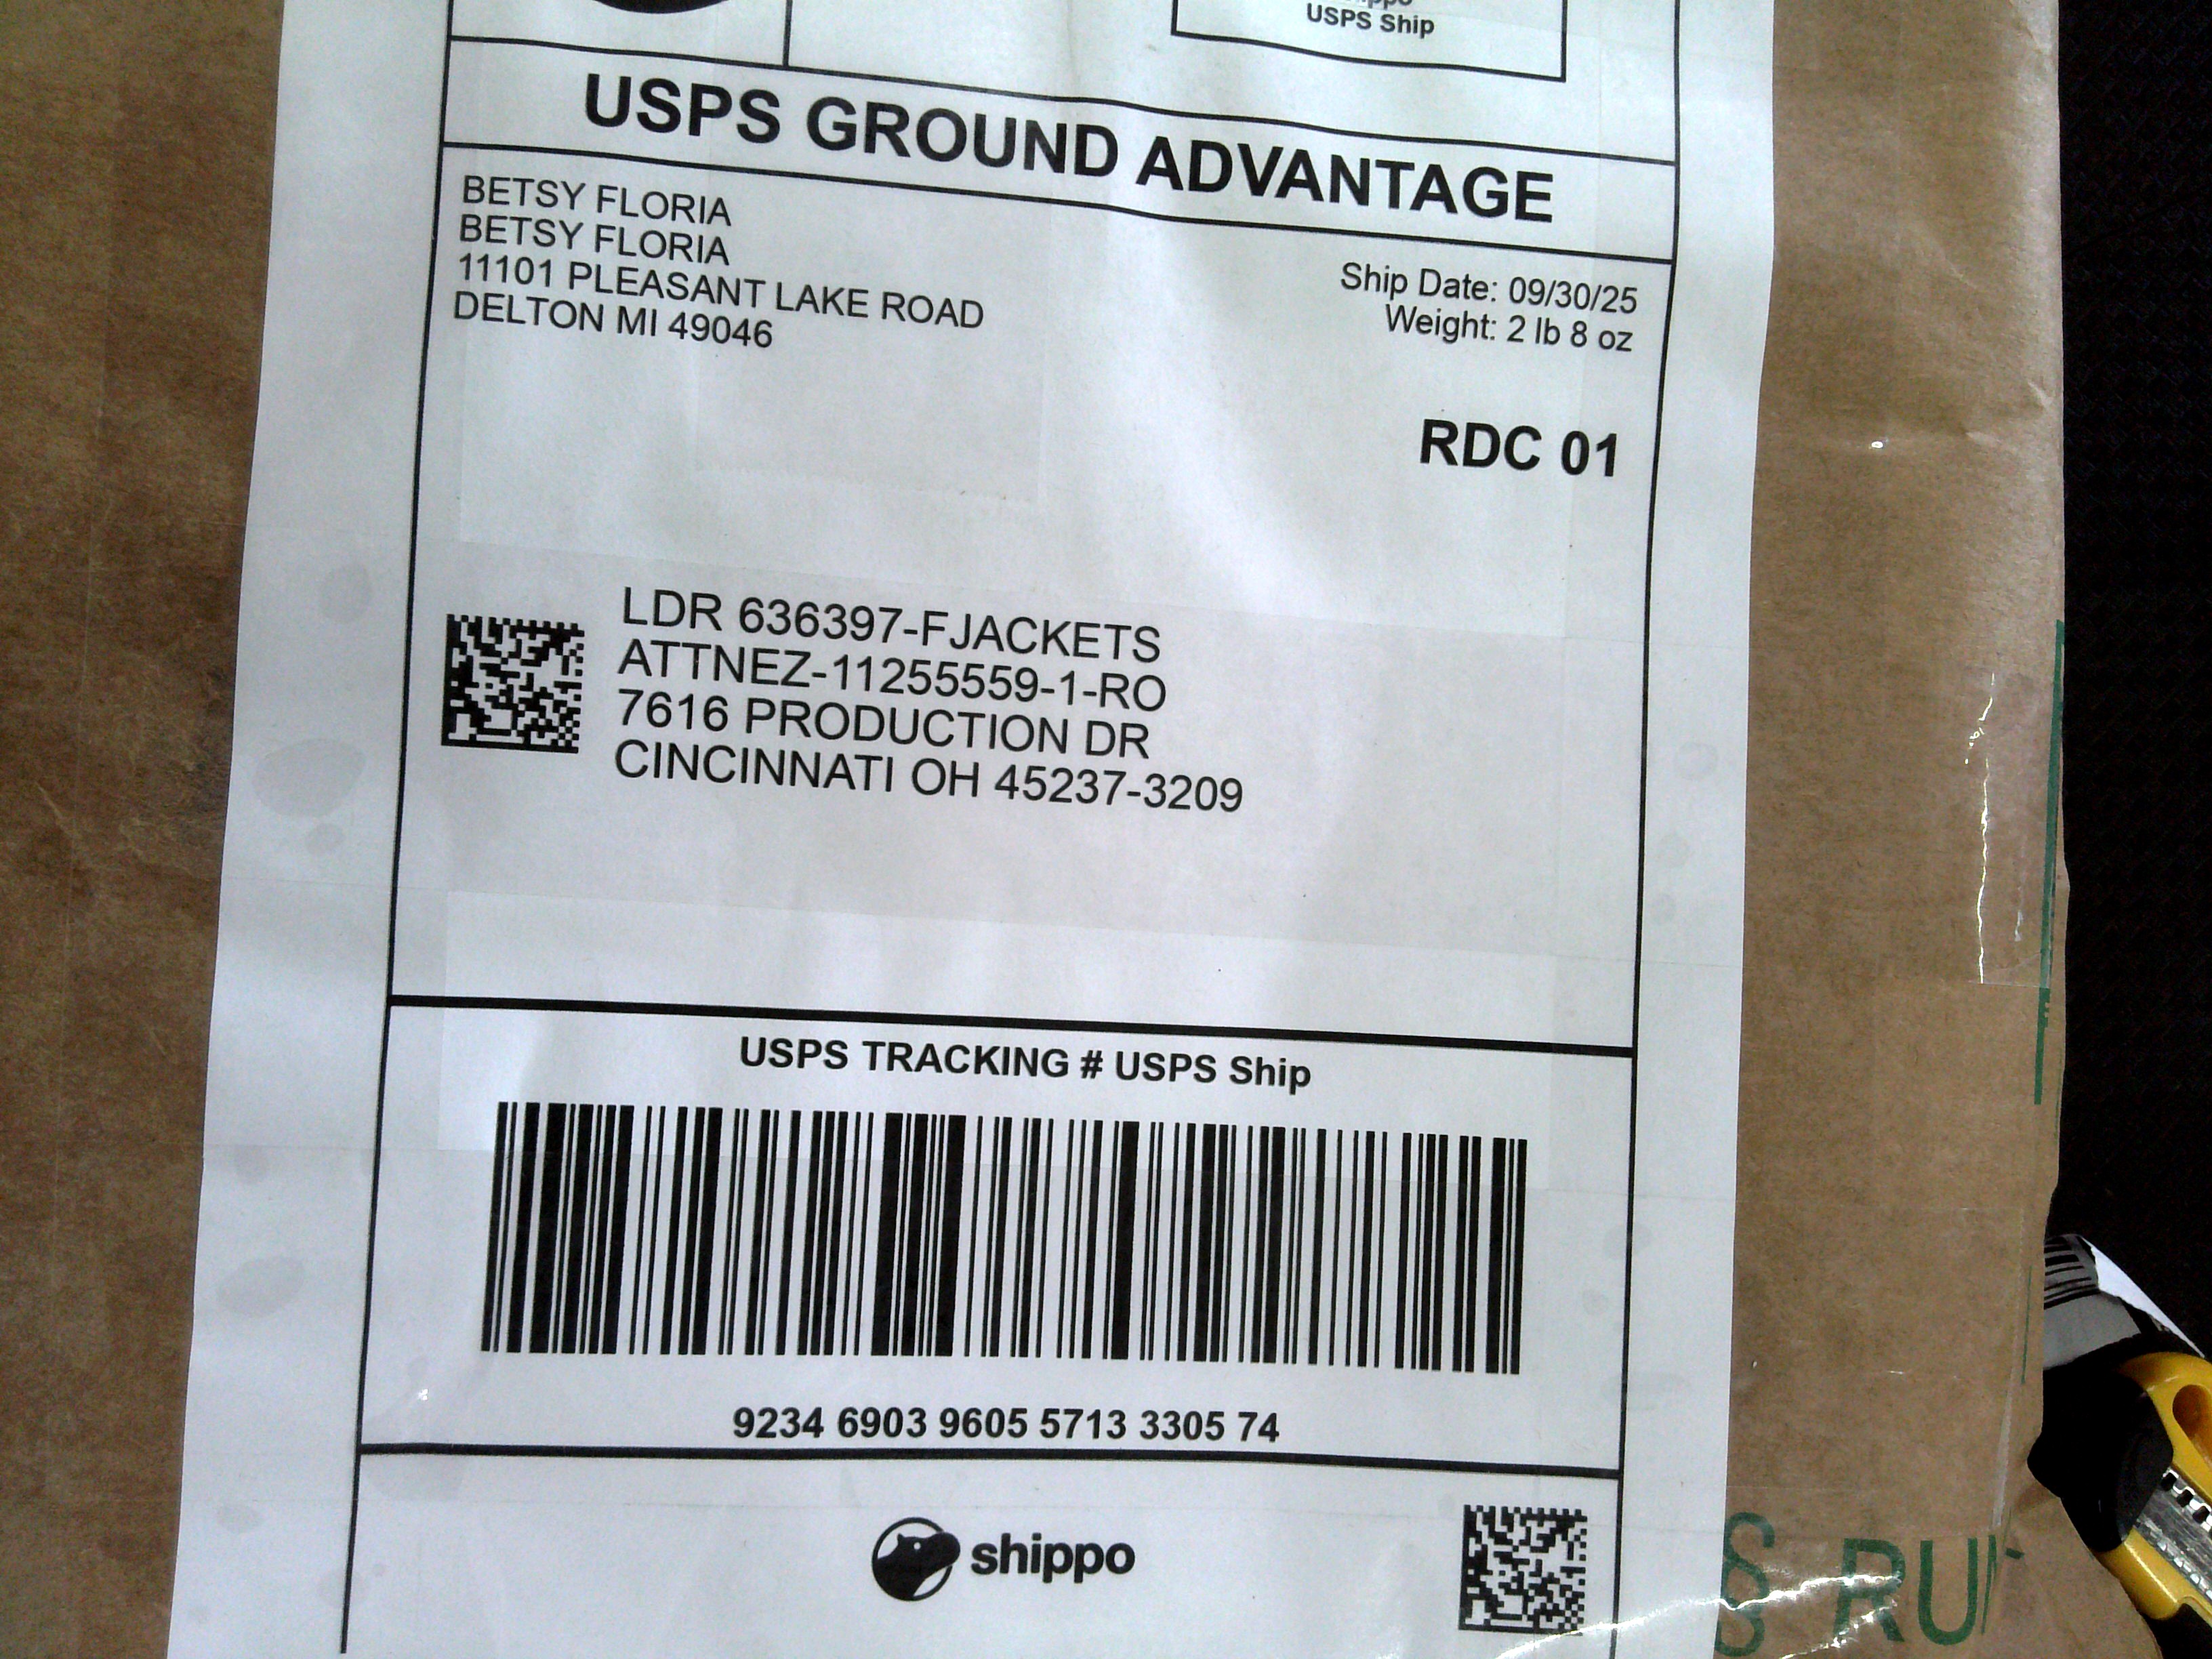 USPS Ship
USPS GROUND ADVANTAGE
BETSY FLORIA
BETSY FLORIA
11101 PLEASANT LAKE ROAD
DELTON MI 49046
Ship Date: 09/30/25
Weight: 2 lb 8 oz
RDC 01
LDR 636397-FJACKETS
ATTNEZ-11255559-1-RO
7616 PRODUCTION DR
CINCINNATI OH 45237-3209
USPS TRACKING # USPS Ship
9234 6903 9605 5713 3305 74
shippo